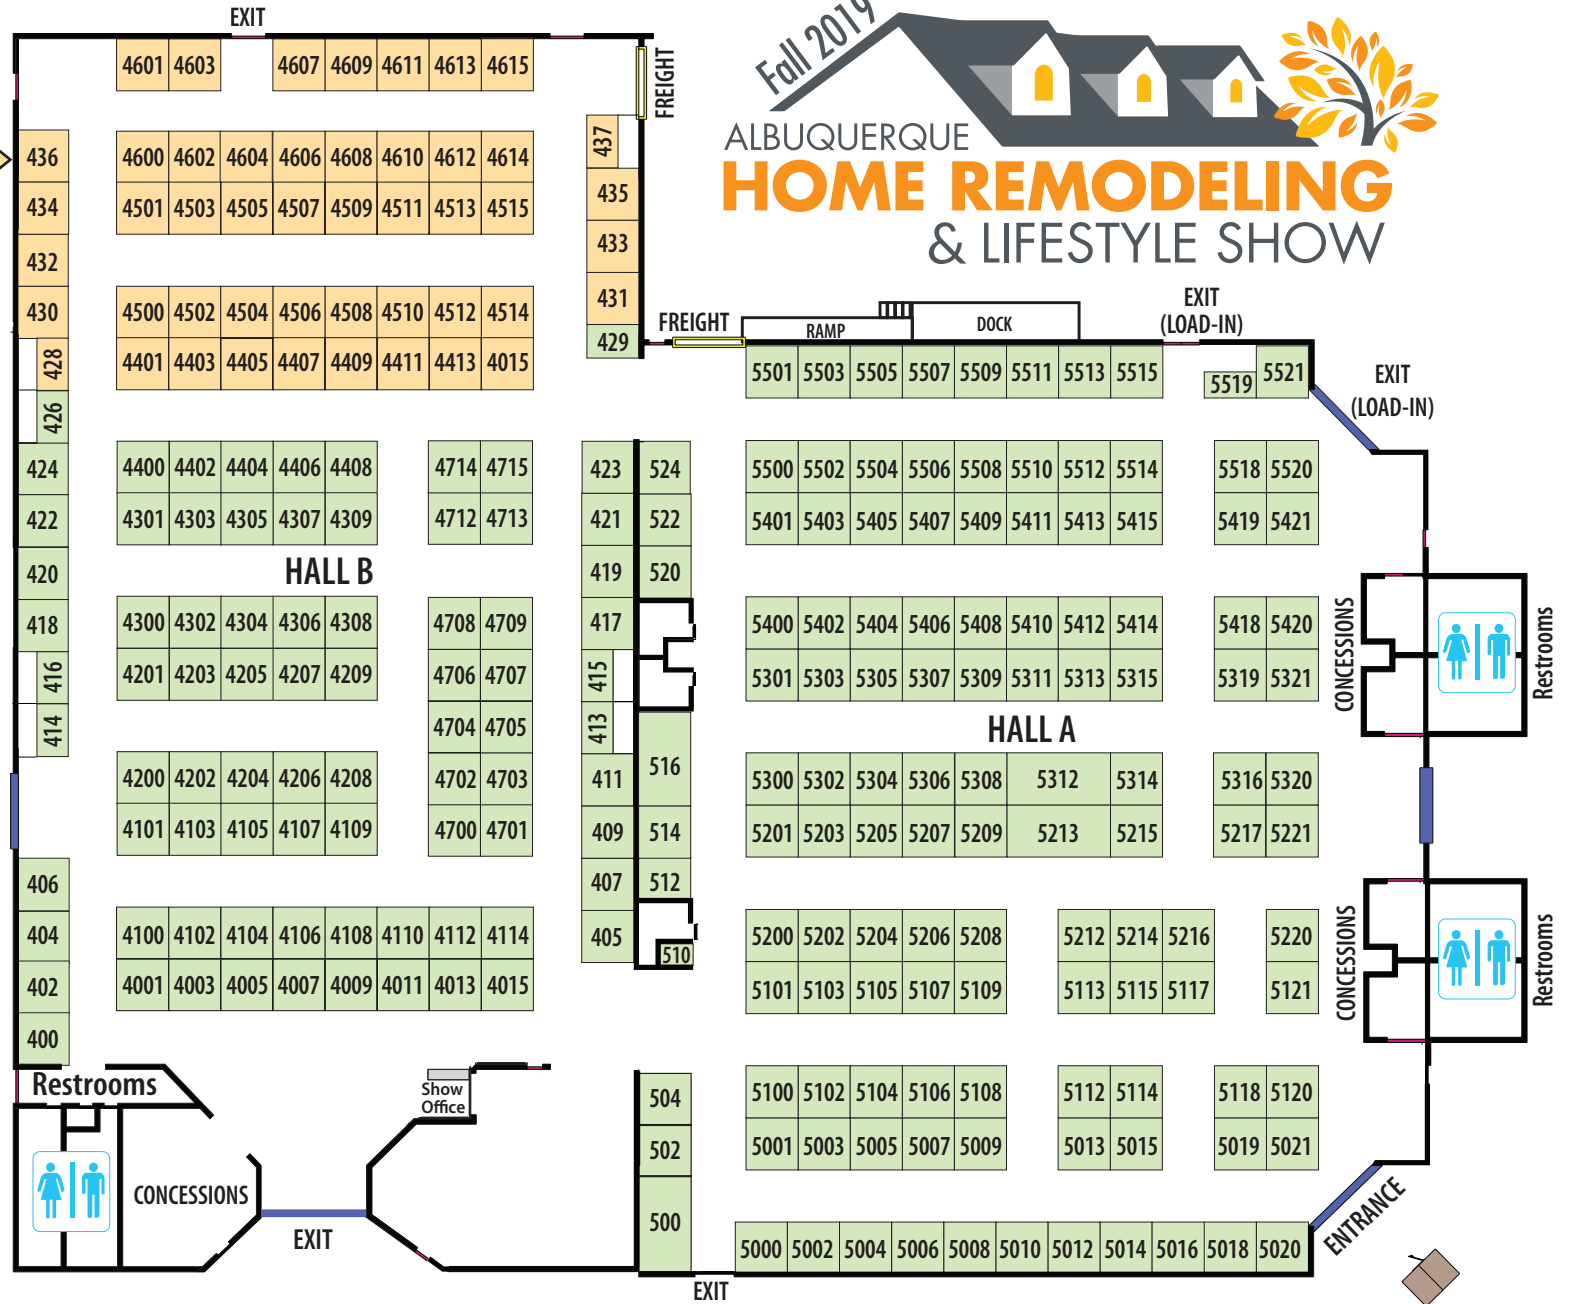 EXIT
Fall 2019
ALBUQUERQUE
HOME REMODELING
& LIFESTYLE SHOW
4601 4603 4607 4609 4611 4613 4615
FREIGHT
436 434 432 430 428 426 424 422 420 418 416 414 406 404 402 400
4600 4602 4604 4606 4608 4610 4612 4614
4501 4503 4505 4507 4509 4511 4513 4515
437 435 433 431 429
4500 4502 4504 4506 4508 4510 4512 4514
4401 4403 4405 4407 4409 4411 4413 4015
4400 4402 4404 4406 4408 4714 4715
4301 4303 4305 4307 4309 4712 4713
HALL B
4300 4302 4304 4306 4308 4708 4709
4201 4203 4205 4207 4209 4706 4707
4704 4705
4200 4202 4204 4206 4208 4702 4703
4101 4103 4105 4107 4109 4700 4701
4100 4102 4104 4106 4108 4110 4112 4114
4001 4003 4005 4007 4009 4011 4013 4015
423 421 419 417 415 413 411 409 407 405
524 522 520 516 514 512 510
Restrooms
CONCESSIONS
EXIT
Show
Office
504
502
500
FREIGHT
RAMP
DOCK
EXIT
(LOAD-IN)
EXIT
(LOAD-IN)
5501 5503 5505 5507 5509 5511 5513 5515 5519 5521
5500 5502 5504 5506 5508 5510 5512 5514 5518 5520
5401 5403 5405 5407 5409 5411 5413 5415 5419 5421
5400 5402 5404 5406 5408 5410 5412 5414 5418 5420
5301 5303 5305 5307 5309 5311 5313 5315 5319 5321
HALL A
5300 5302 5304 5306 5308 5312 5314 5316 5320
5201 5203 5205 5207 5209 5213 5215 5217 5221
5200 5202 5204 5206 5208 5212 5214 5216 5220
5101 5103 5105 5107 5109 5113 5115 5117 5121
5100 5102 5104 5106 5108 5112 5114 5118 5120
5001 5003 5005 5007 5009 5013 5015 5019 5021
5000 5002 5004 5006 5008 5010 5012 5014 5016 5018 5020
CONCESSIONS
Restrooms
CONCESSIONS
Restrooms
ENTRANCE
EXIT